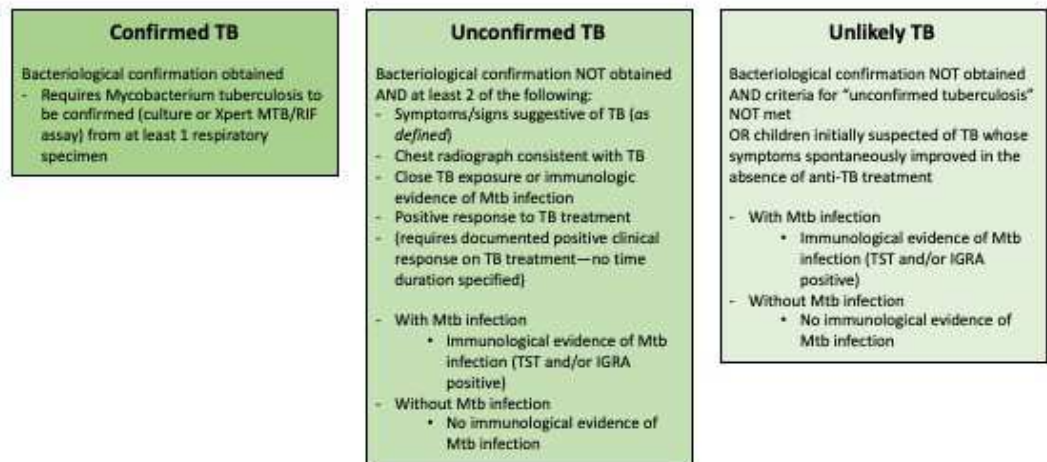 Confirmed TB
Bacteriological confirmation obtained
- Requires Mycobacterium tuberculosis to
be confirmed (culture or Xpert MTB/RIF
assay) from at least 1 respiratory
specimen
Unconfirmed TB
Bacteriological confirmation NOT obtained
AND at least 2 of the following:
- Symptoms/signs suggestive of TB (as
defined)
- Chest radiograph consistent with TB
- Close TB exposure or immunologic
evidence of Mtb infection
- Positive response to TB treatment
- (requires documented positive clinical
response on TB treatment—no time
duration specified)
- With Mtb infection
• Immunological evidence of Mtb
infection (TST and/or IGRA
positive)
- Without Mtb infection
• No immunological evidence of
Mtb infection
Unlikely TB
Bacteriological confirmation NOT obtained
AND criteria for "unconfirmed tuberculosis"
NOT met
OR children initially suspected of TB whose
symptoms spontaneously improved in the
absence of anti-TB treatment
- With Mtb infection
• Immunological evidence of Mtb
infection (TST and/or IGRA
positive)
- Without Mtb infection
• No immunological evidence of
Mtb infection